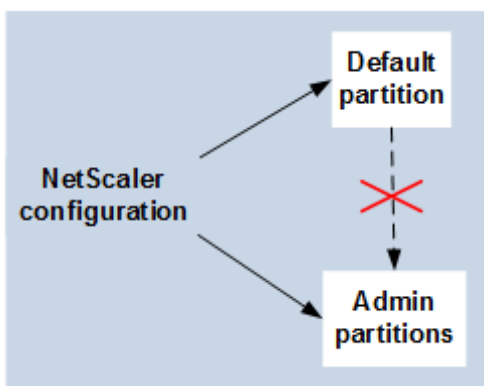 Default
partition
NetScaler
configuration
Admin
partitions